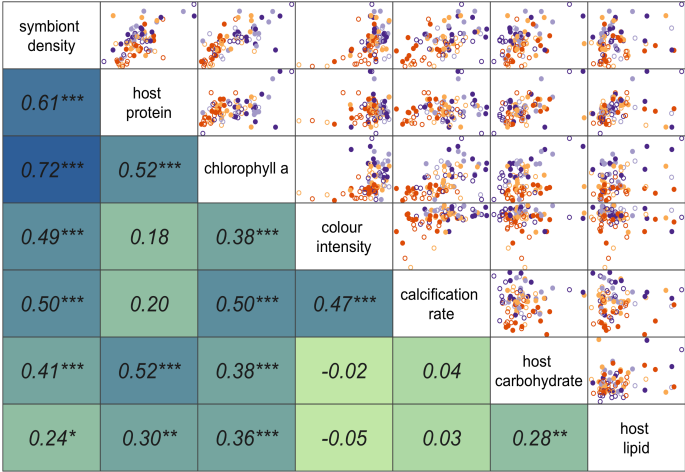 symbiont
density
0.61***
host
protein
0.72***
0.52***
chlorophyll a
0.49***
0.18
0.38***
colour
intensity
0.50***
0.20
0.50***
0.47***
calcification
rate
0.41***
0.52***
0.38***
-0.02
0.04
host
carbohydrate
0.24*
0.30**
0.36***
-0.05
0.03
0.28**
host
lipid